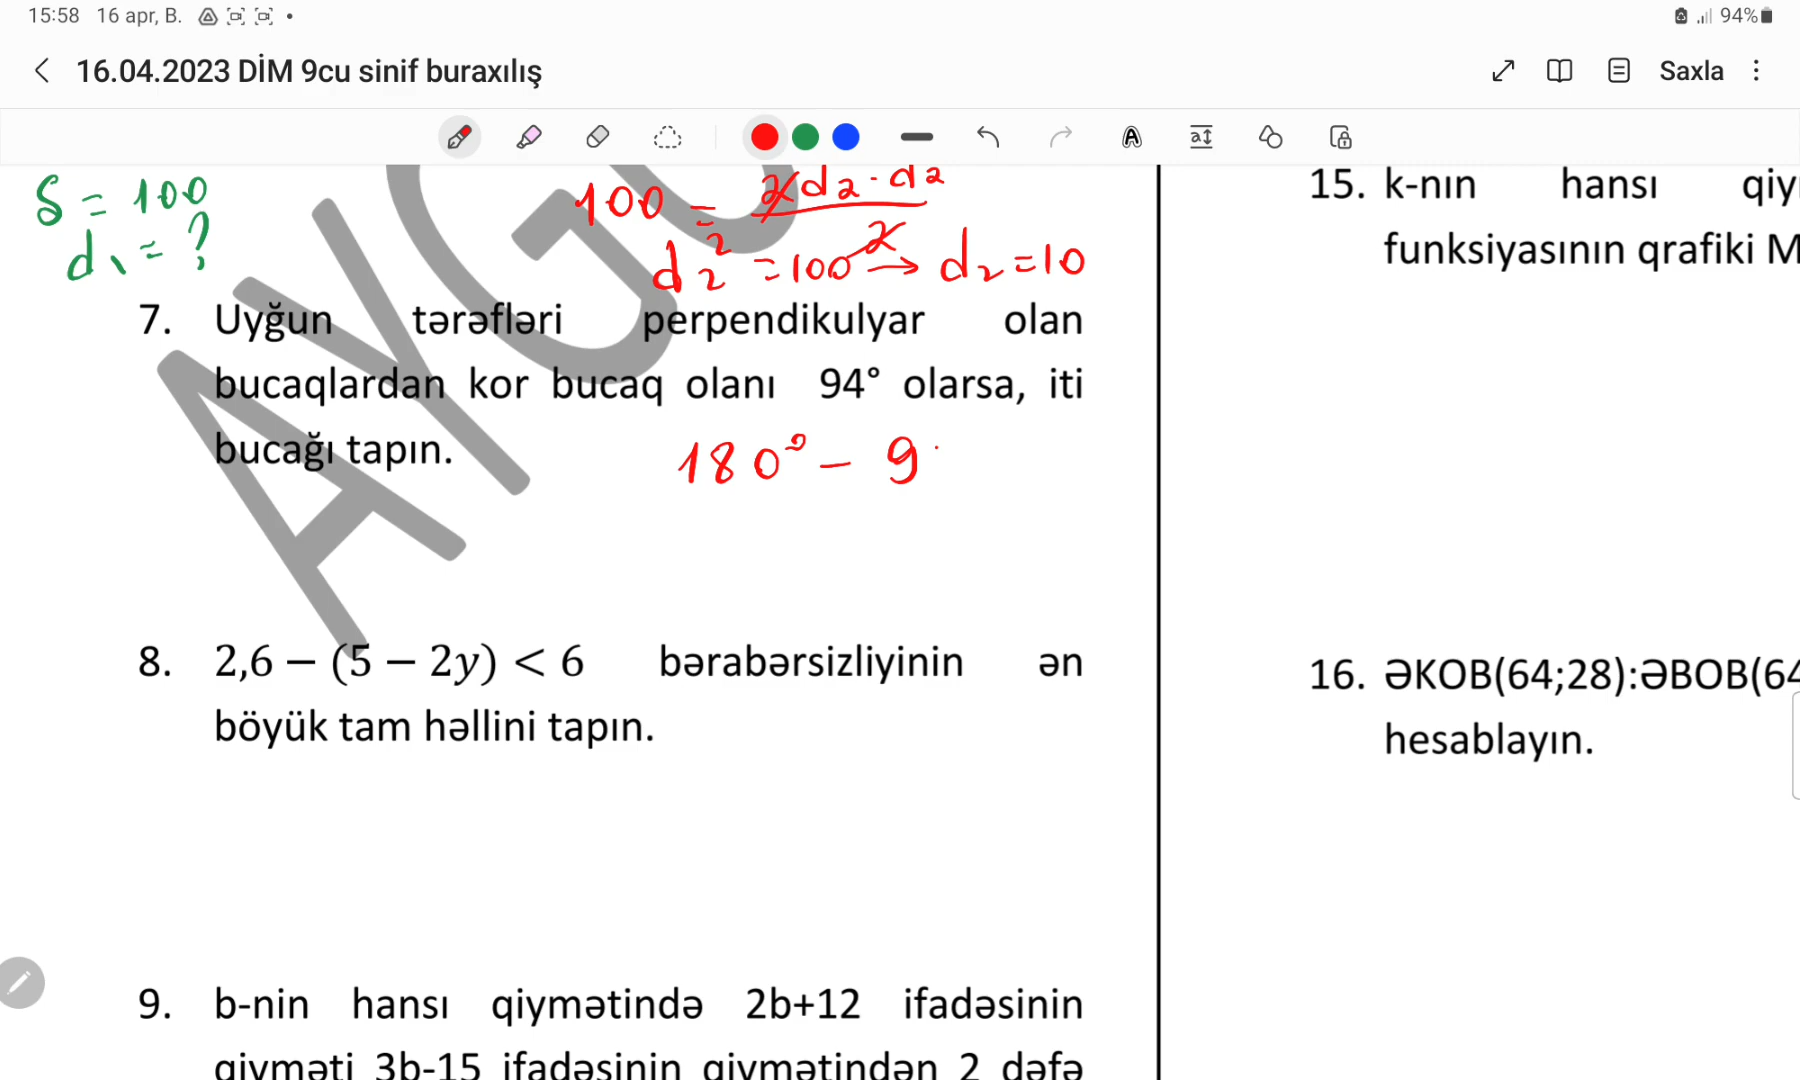 15:58 16 apr, B.
94%
16.04.2023 DİM 9cu sinif buraxılış
Saxla
S = 100
d₁ = ?
100 = 2d₂·d₂ / 2
d₂² = 100 → d₂ = 10
7. Uyğun tərəfləri perpendikulyar olan
bucaqlardan kor bucaq olanı 94° olarsa, iti
bucağı tapın.
180° – 9
8. 2,6 − (5 − 2y) < 6 bərabərsizliyinin ən
böyük tam həllini tapın.
9. b-nin hansı qiymətində 2b+12 ifadəsinin
qiyməti 3b-15 ifadəsinin qiymətindən 2 dəfə
15. k-nın hansı qiy
funksiyasının qrafiki M
16. ƏKOB(64;28):ƏBOB(64
hesablayın.